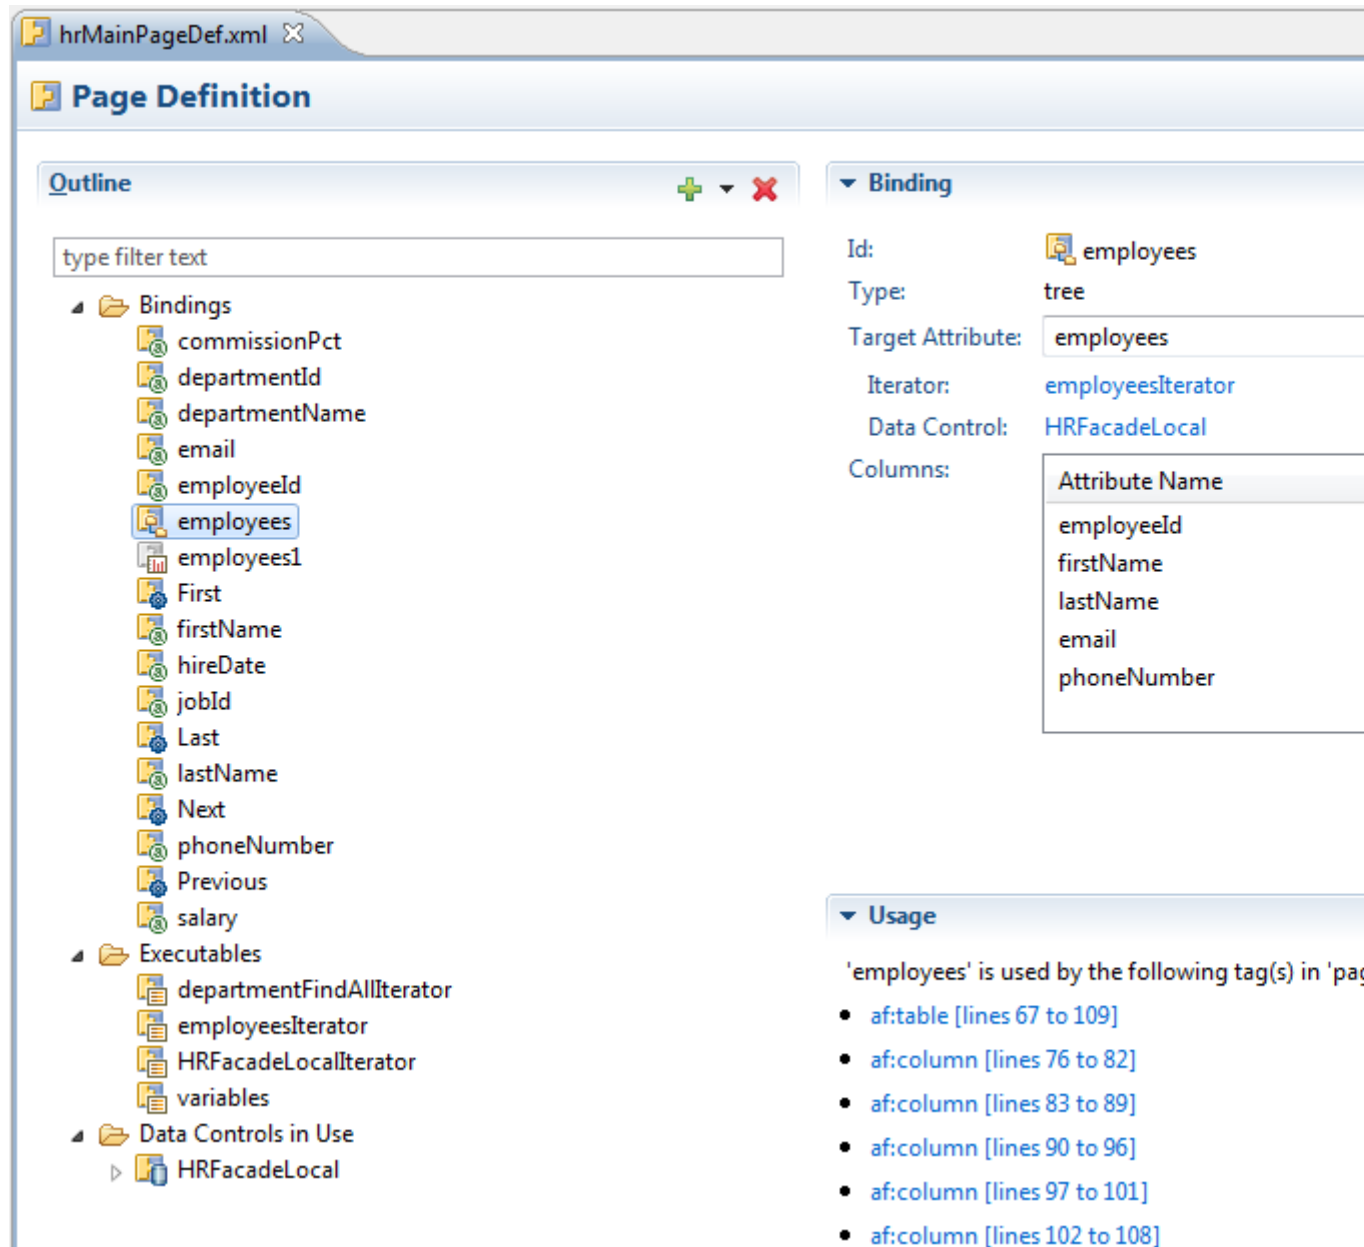 hrMainPageDef.xml
Page Definition
Outline
type filter text
Bindings
commissionPct
departmentId
departmentName
email
employeeId
employees
employees1
First
firstName
hireDate
jobId
Last
lastName
Next
phoneNumber
Previous
salary
Executables
departmentFindAllIterator
employeesIterator
HRFacadeLocalIterator
variables
Data Controls in Use
HRFacadeLocal
Binding
Id: employees
Type: tree
Target Attribute: employees
Iterator: employeesIterator
Data Control: HRFacadeLocal
Columns:
Attribute Name
employeeId
firstName
lastName
email
phoneNumber
Usage
'employees' is used by the following tag(s) in 'pag
• af:table [lines 67 to 109]
• af:column [lines 76 to 82]
• af:column [lines 83 to 89]
• af:column [lines 90 to 96]
• af:column [lines 97 to 101]
• af:column [lines 102 to 108]